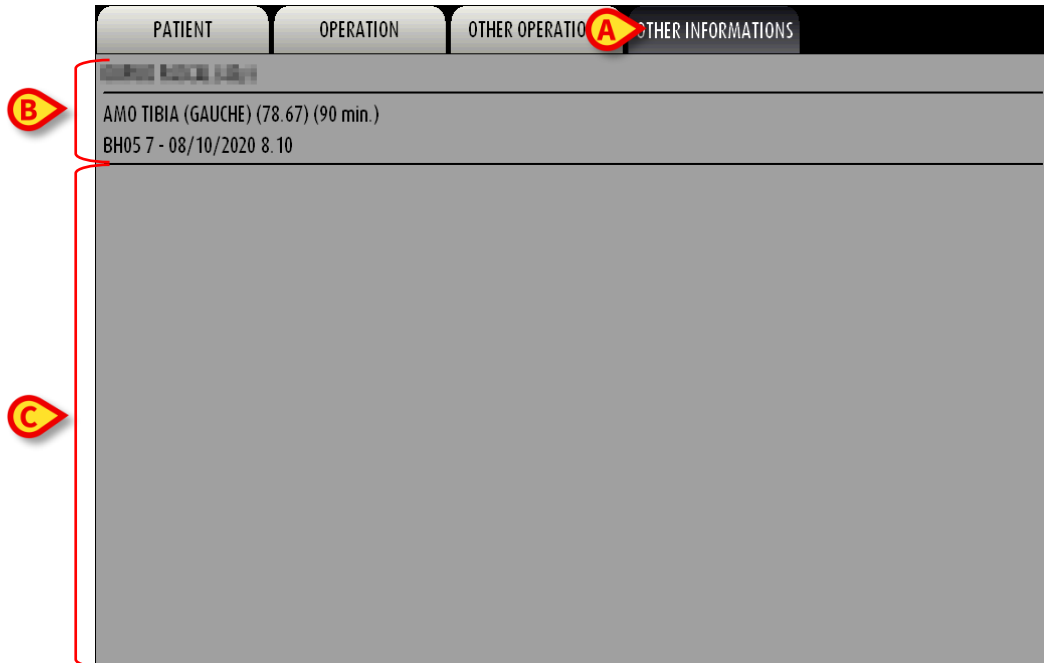 PATIENT OPERATION OTHER OPERATIO A OTHER INFORMATIONS
B
AMO TIBIA (GAUCHE) (78.67) (90 min.)
BH05 7 - 08/10/2020 8.10
C